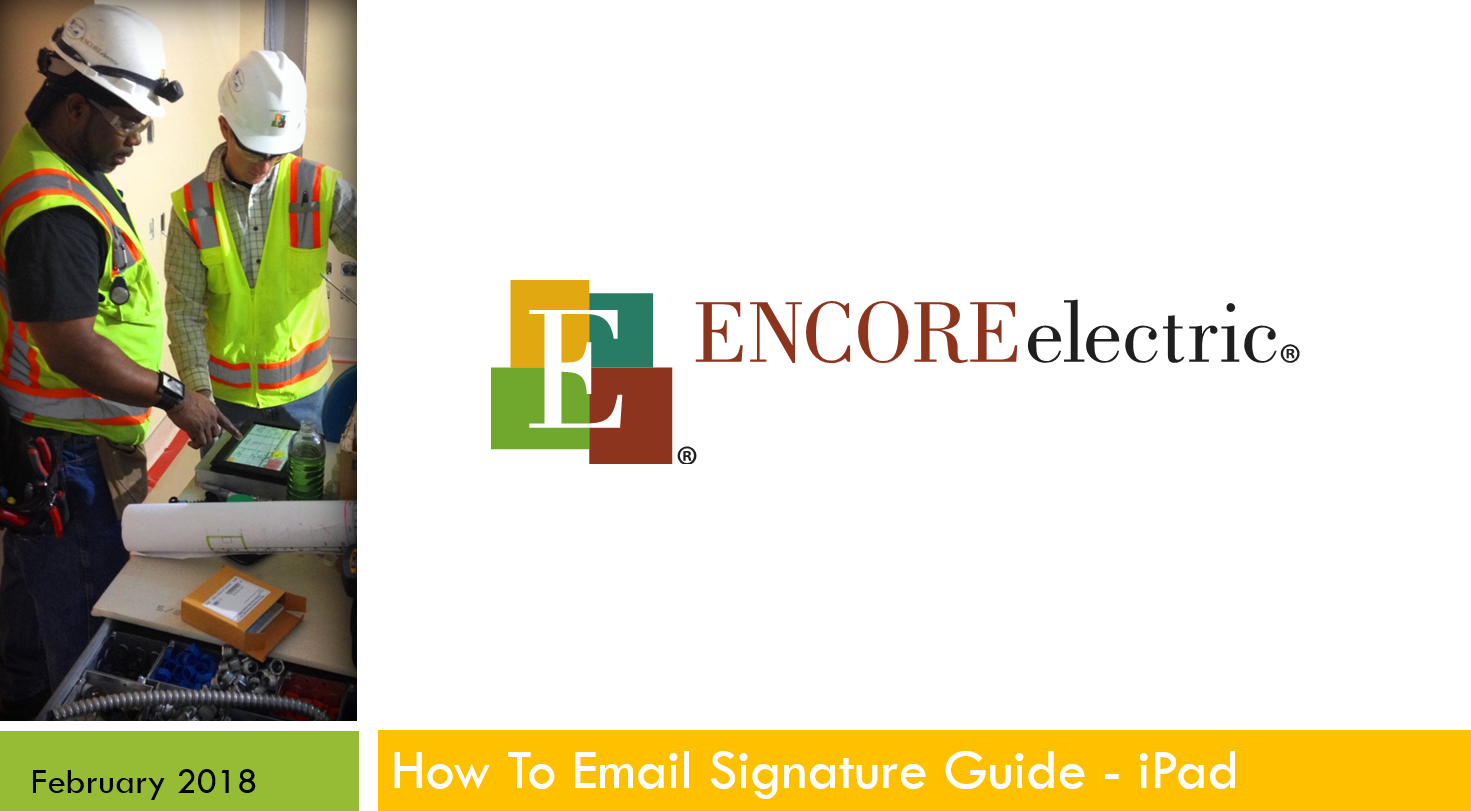 E
®
ENCOREelectric®
February 2018
How To Email Signature Guide - iPad